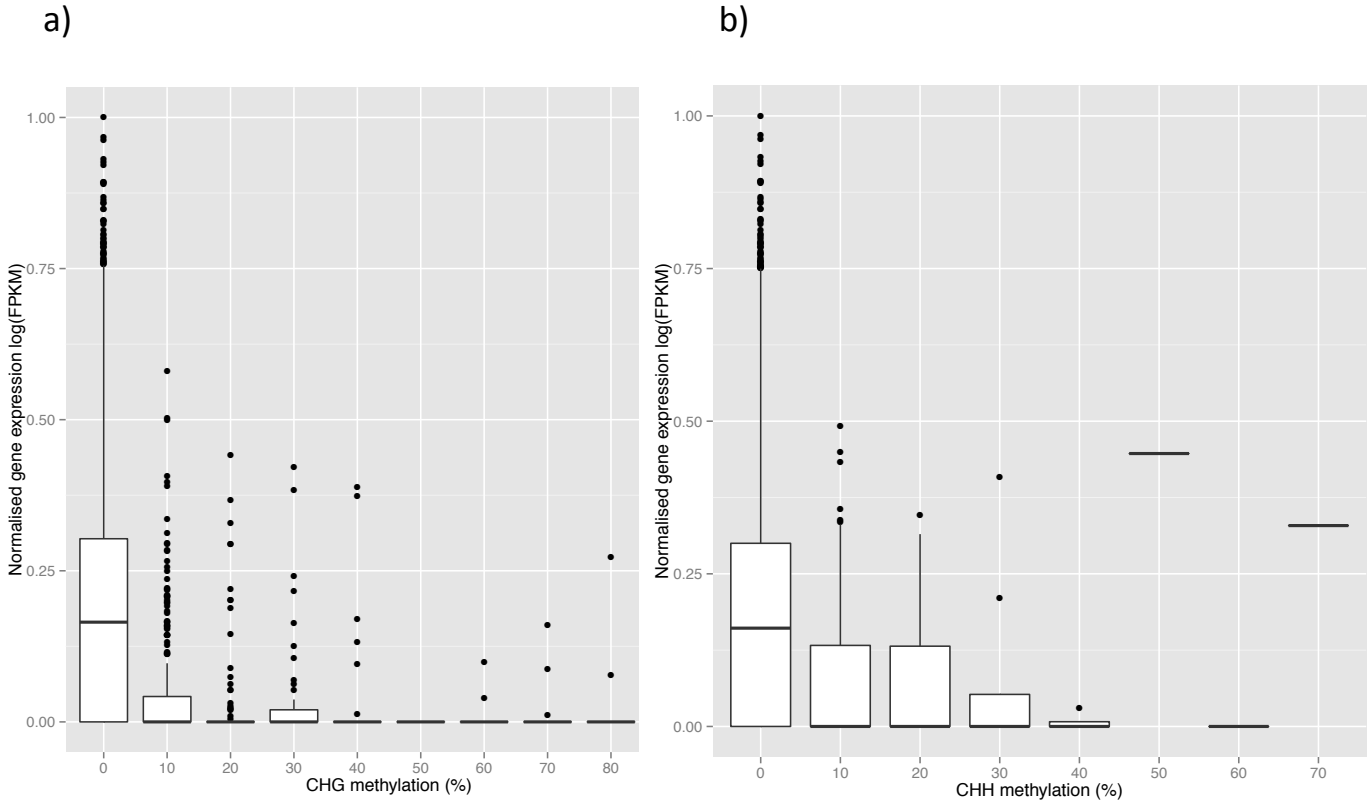 a)
Normalised gene expression log(FPKM)
1.00
0.75
0.50
0.25
0.00
0 10 20 30 40 50 60 70 80
CHG methylation (%)
b)
Normalised gene expression log(FPKM)
1.00
0.75
0.50
0.25
0.00
0 10 20 30 40 50 60 70
CHH methylation (%)